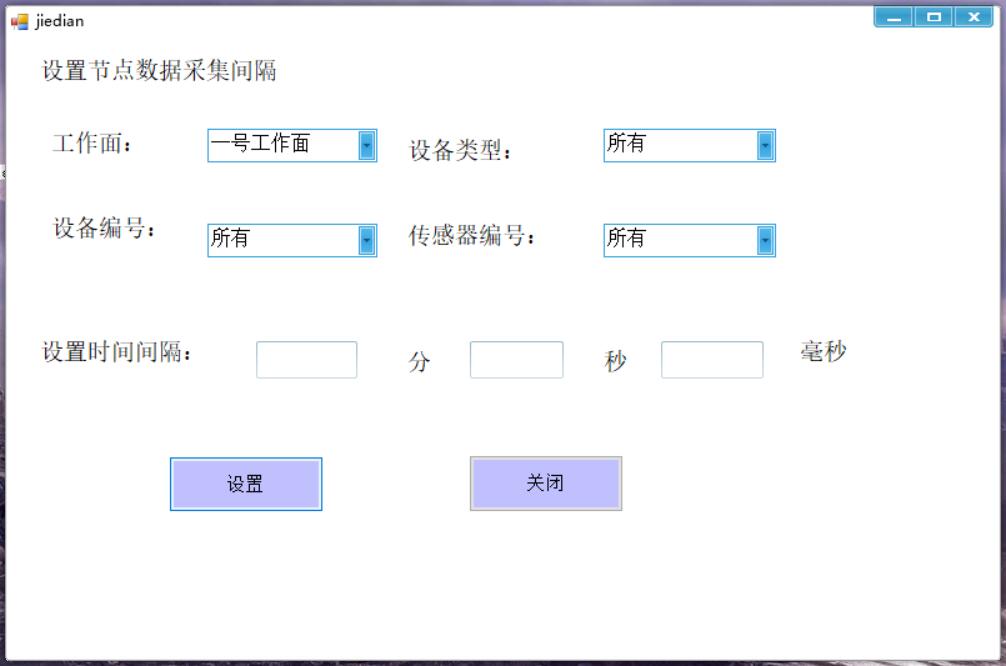 jiedian
设置节点数据采集间隔
工作面： 一号工作面 设备类型： 所有
设备编号： 所有 传感器编号： 所有
设置时间间隔： 分 秒 毫秒
设置 关闭